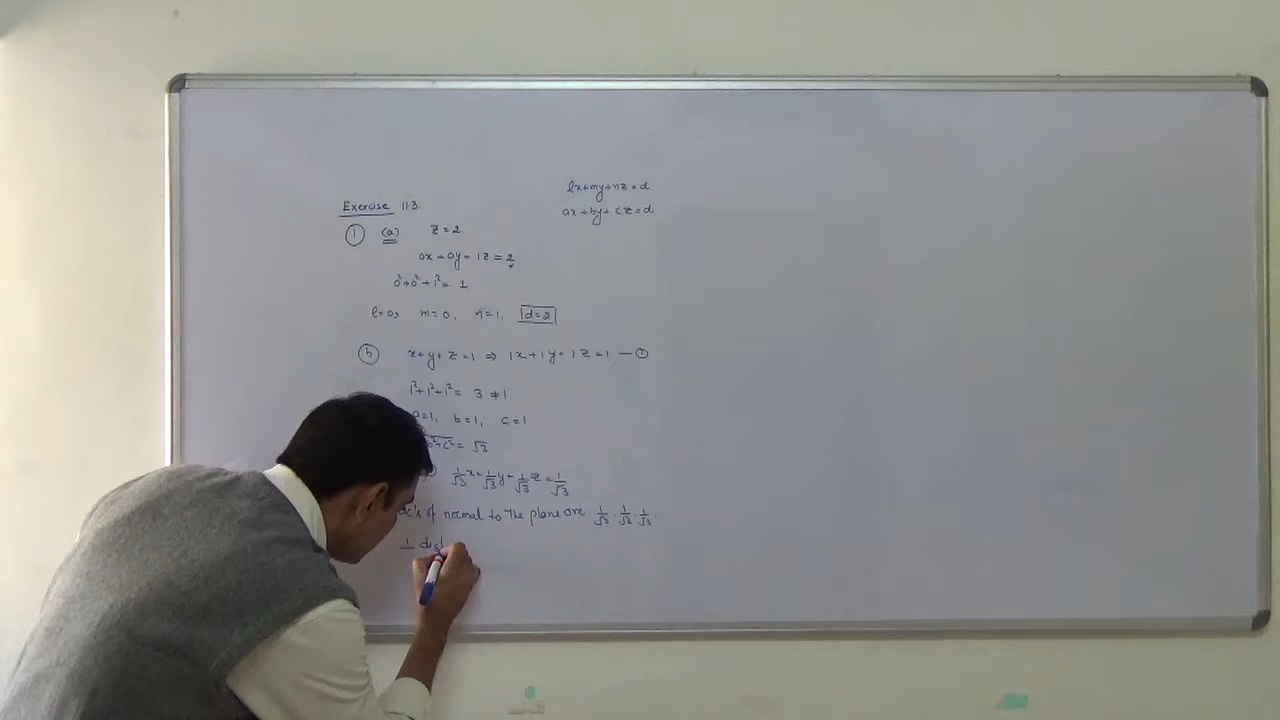 lx+my+nz=d
ax+by+cz=d
Exercise 11.3.
① (a) z=2
0x+0y+1z=2
0²+0²+1²= 1
l=0, m=0, n=1, d=2
(b) x+y+z=1 ⇒ 1x+1y+1z=1 —①
1²+1²+1²= 3 ≠1
a=1, b=1, c=1
b²+c² = √3
1/√3 x+1/√3 y+1/√3 z=1/√3
DC's of normal to the plane are 1/√3, 1/√3, 1/√3.